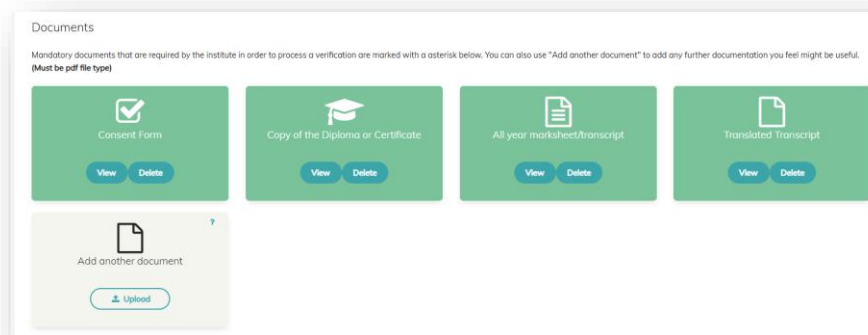 Documents
Mandatory documents that are required by the institute in order to process a verification are marked with a asterisk below. You can also use "Add another document" to add any further documentation you feel might be useful.
(Must be pdf file type)
Consent Form
Copy of the Diploma or Certificate
All year marksheet/transcript
Translated Transcript
View Delete
View Delete
View Delete
View Delete
?
Add another document
Upload